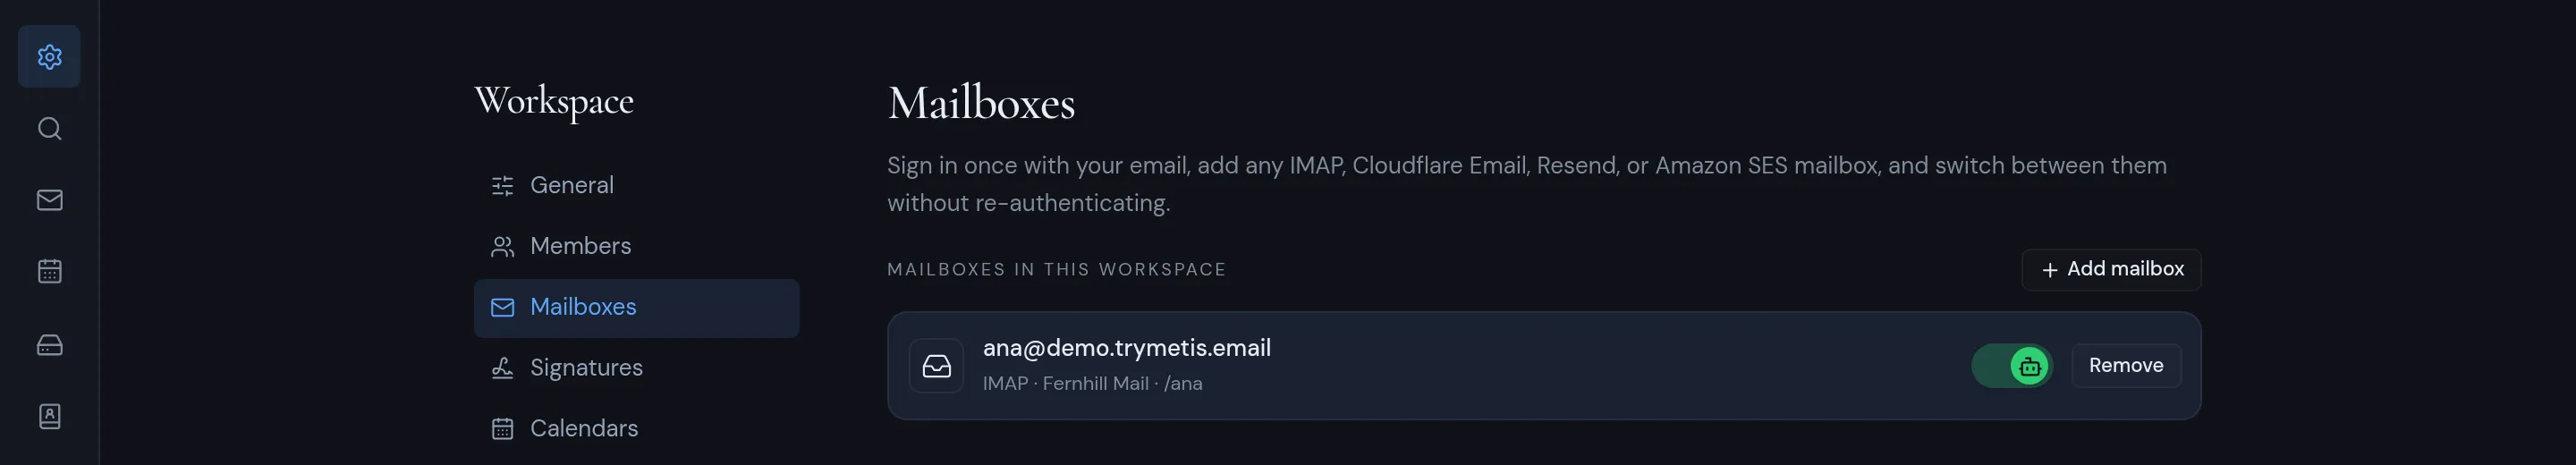 Workspace
General
Members
Mailboxes
Signatures
Calendars
Mailboxes
Sign in once with your email, add any IMAP, Cloudflare Email, Resend, or Amazon SES mailbox, and switch between them
without re-authenticating.
MAILBOXES IN THIS WORKSPACE
+ Add mailbox
ana@demo.trymetis.email
IMAP · Fernhill Mail · /ana
Remove